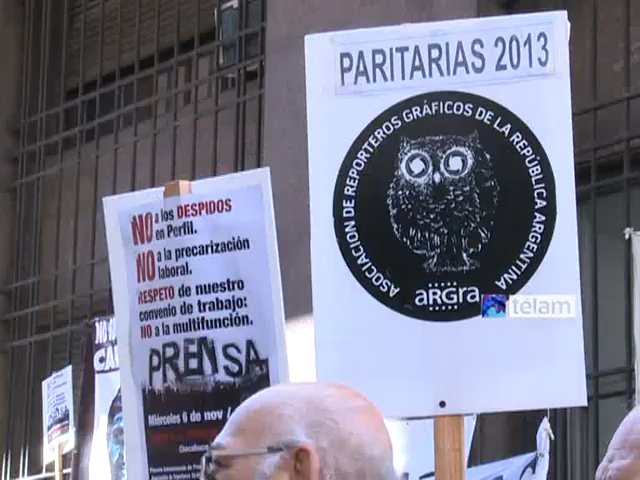 PARITARIAS 2013
ASOCIACION DE REPORTEROS GRÁFICOS DE LA REPÚBLICA ARGENTINA
aRGra
télam
NO a los DESPIDOS
en Perfil.
NO a la precarización
laboral.
RESPETO de nuestro
convenio de trabajo:
NO a la multifunción.
PRENSA
Miércoles 6 de nov /